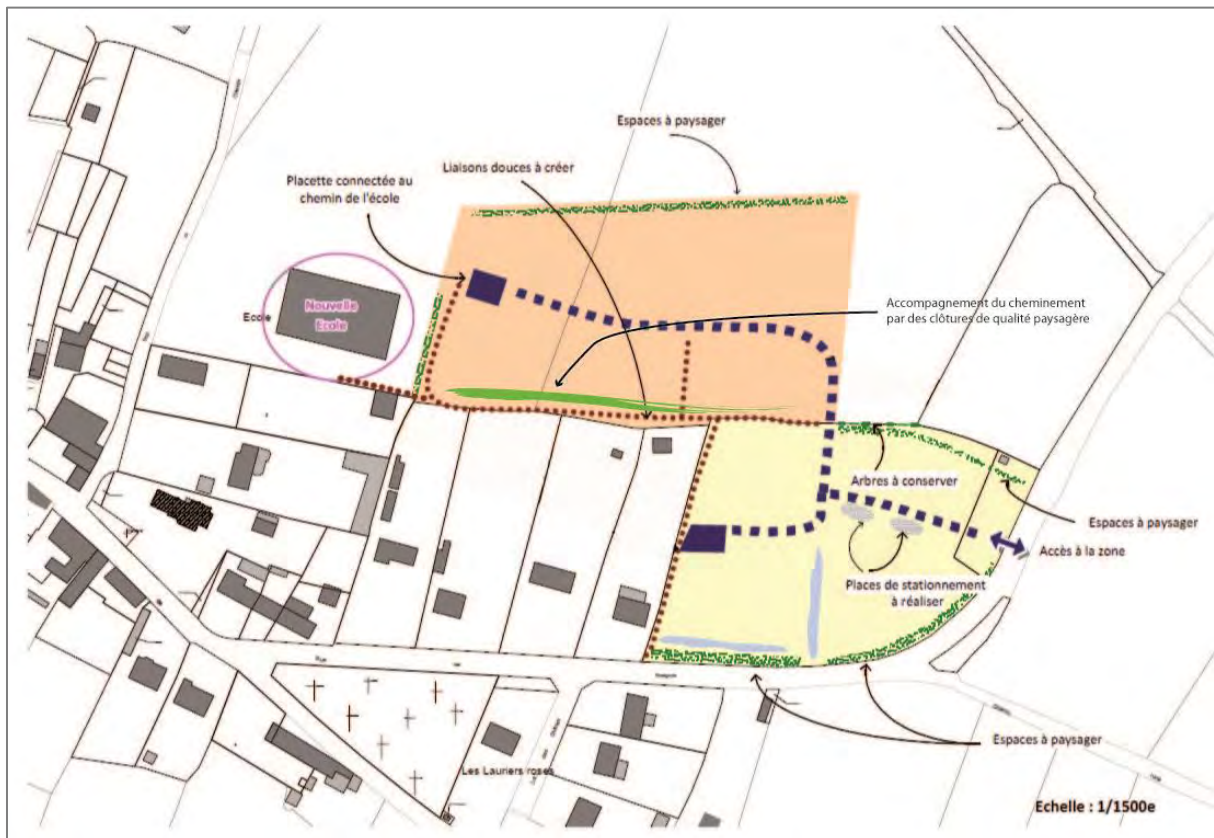 Espaces à paysager
Liaisons douces à créer
Placette connectée au
chemin de l'école
Accompagnement du cheminement
par des clôtures de qualité paysagère
Ecole
Nouvelle
Ecole
Arbres à conserver
Espaces à paysager
Accès à la zone
Places de stationnement
à réaliser
Espaces à paysager
Les Lauriers roses
Echelle : 1/1500e